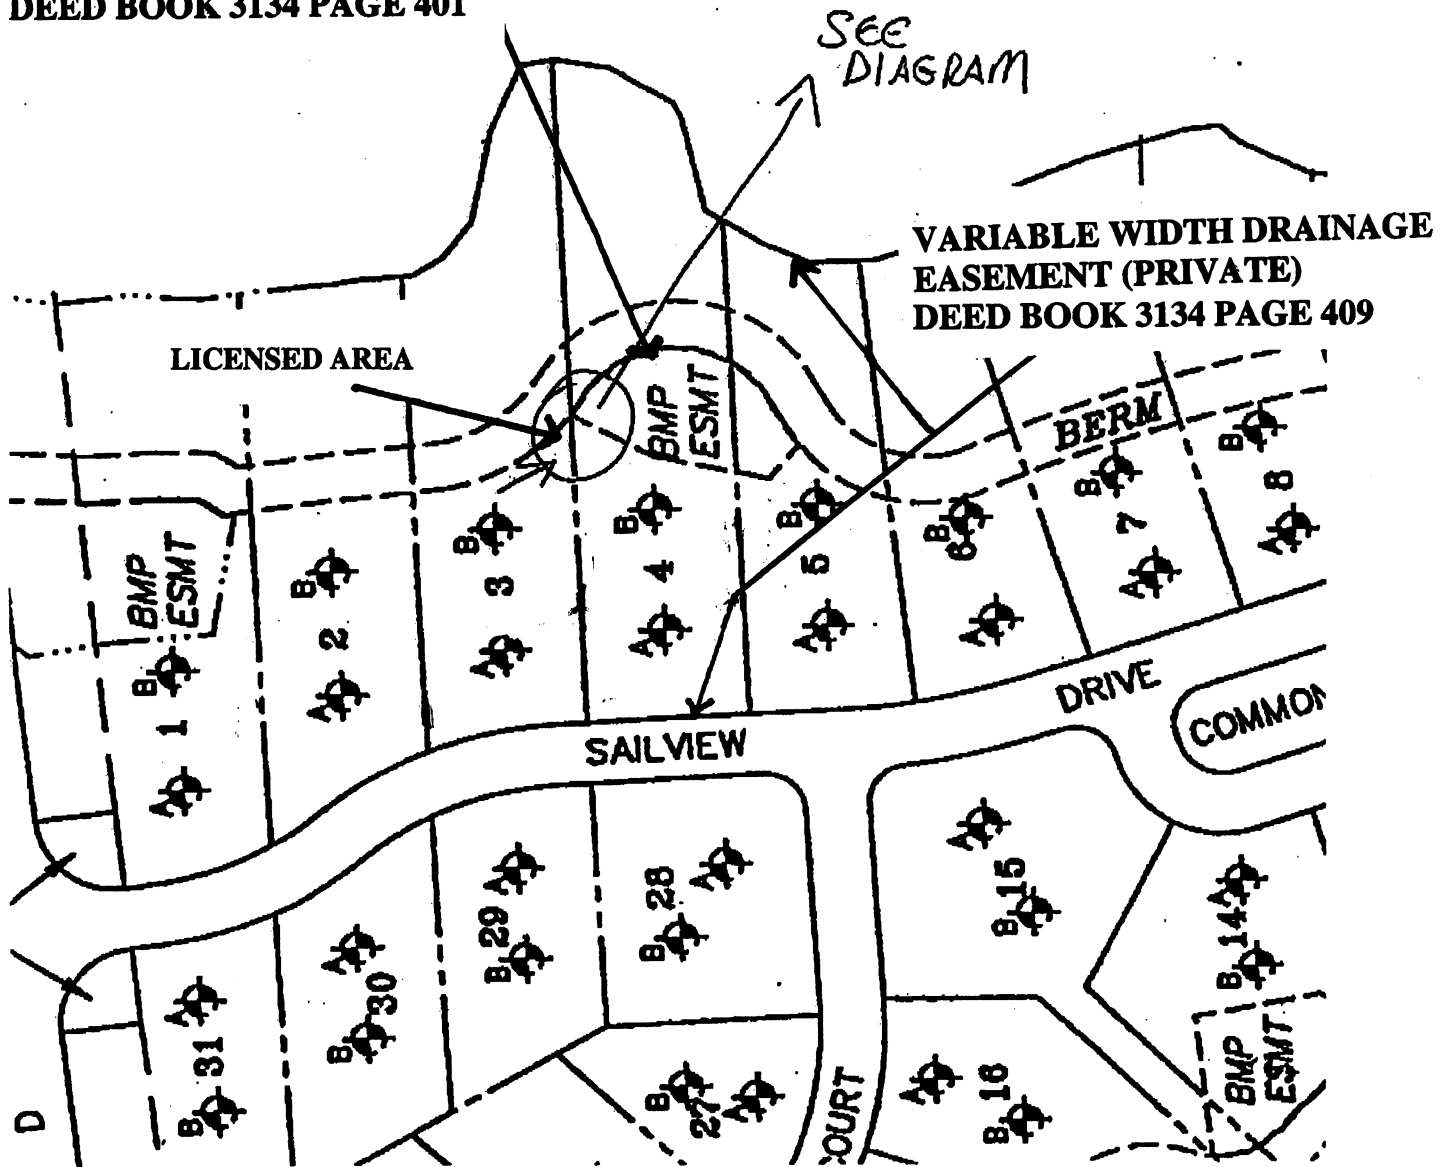 DEED BOOK 3134 PAGE 401
SEE
DIAGRAM
VARIABLE WIDTH DRAINAGE
EASEMENT (PRIVATE)
DEED BOOK 3134 PAGE 409
LICENSED AREA
BMP
ESMT
BERM
BMP
ESMT
B
1
A
B
2
A
B
3
A
B
4
A
B
5
A
B
6
A
B
7
A
B
8
A
SAILVIEW
DRIVE
COMMON
A
31
B
A
30
B
A
29
B
A
28
B
A
15
B
A
14
B
BMP
ESMT
B
27
A
A
16
B
D
COURT